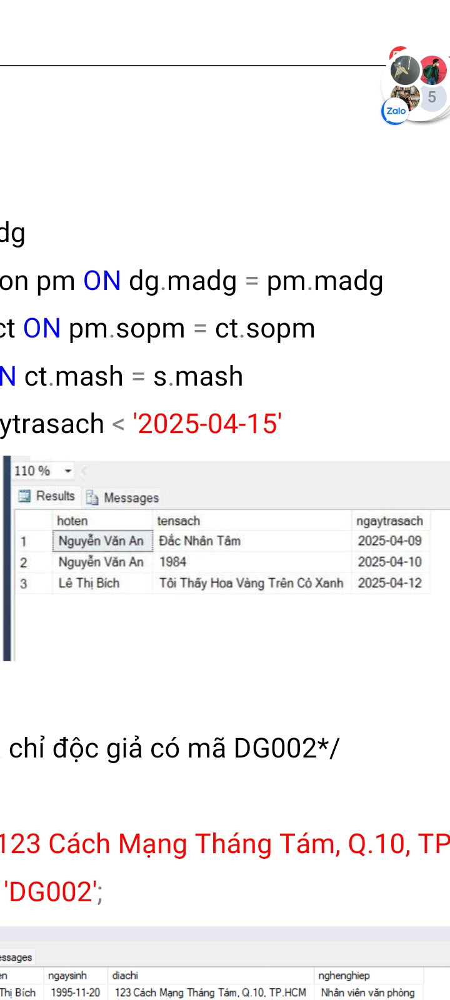 5
Zalo
dg
on pm ON dg.madg = pm.madg
ct ON pm.sopm = ct.sopm
N ct.mash = s.mash
ytrasach < '2025-04-15'
110 %
Results Messages
hoten tensach ngaytrasach
1 Nguyễn Văn An Đắc Nhân Tâm 2025-04-09
2 Nguyễn Văn An 1984 2025-04-10
3 Lê Thị Bích Tôi Thấy Hoa Vàng Trên Cỏ Xanh 2025-04-12
chỉ độc giả có mã DG002*/
123 Cách Mạng Tháng Tám, Q.10, TP
'DG002';
essages
en ngaysinh diachi nghenghiep
Thị Bích 1995-11-20 123 Cách Mạng Tháng Tám, Q.10, TP.HCM Nhân viên văn phòng